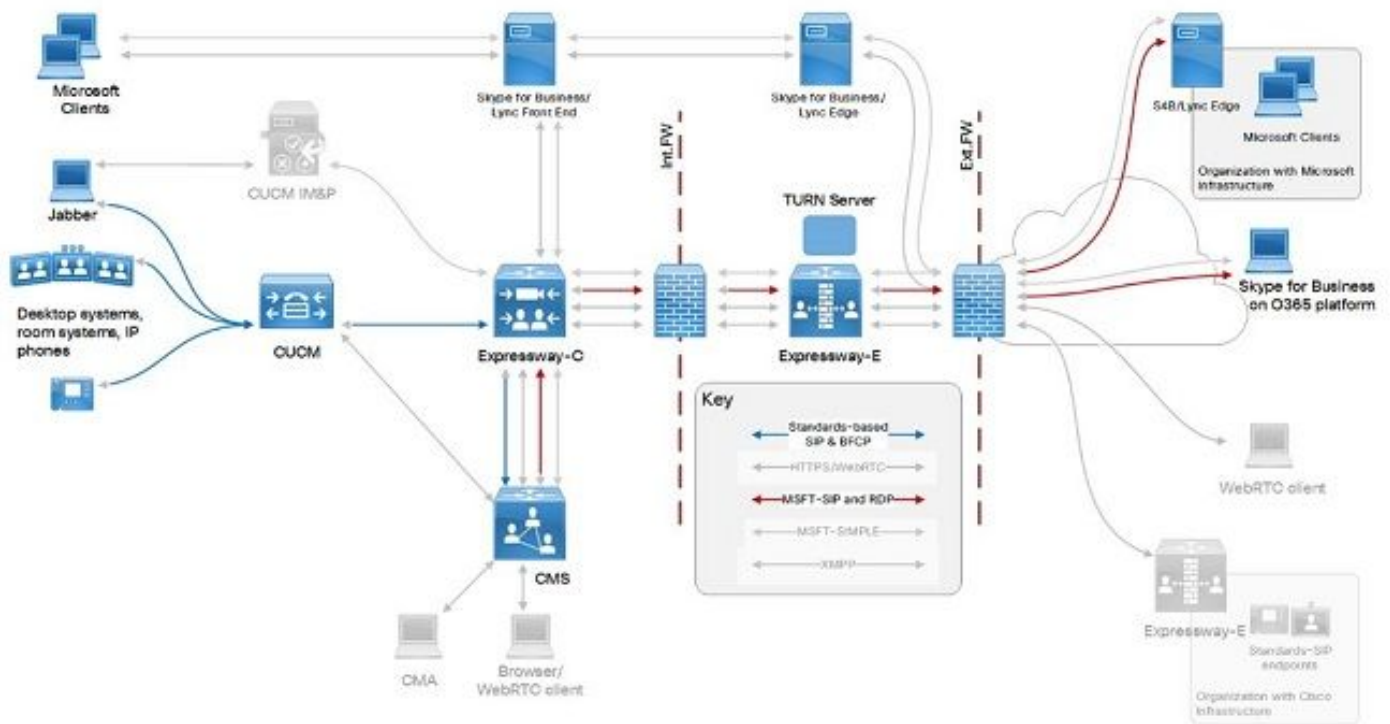 Microsoft
Clients
Skype for Business/
Lync Front End
Skype for Business/
Lync Edge
S4B/Lync Edge
Microsoft Clients
Organization with Microsoft
Infrastructure
Int.FW
Ext.FW
CUCM IM&P
Jabber
TURN Server
Desktop systems,
room systems, IP
phones
CUCM
Expressway-C
Expressway-E
Skype for Business
on O365 platform
Key
Standards-based
SIP & BFCP
HTTPS/WebRTC
MSFT-SIP and RDP
MSFT-SIMPLE
XMPP
WebRTC client
CMS
CMA
Browser/
WebRTC client
Expressway-E
Standards-SIP
endpoints
Organization with Cisco
Infrastructure